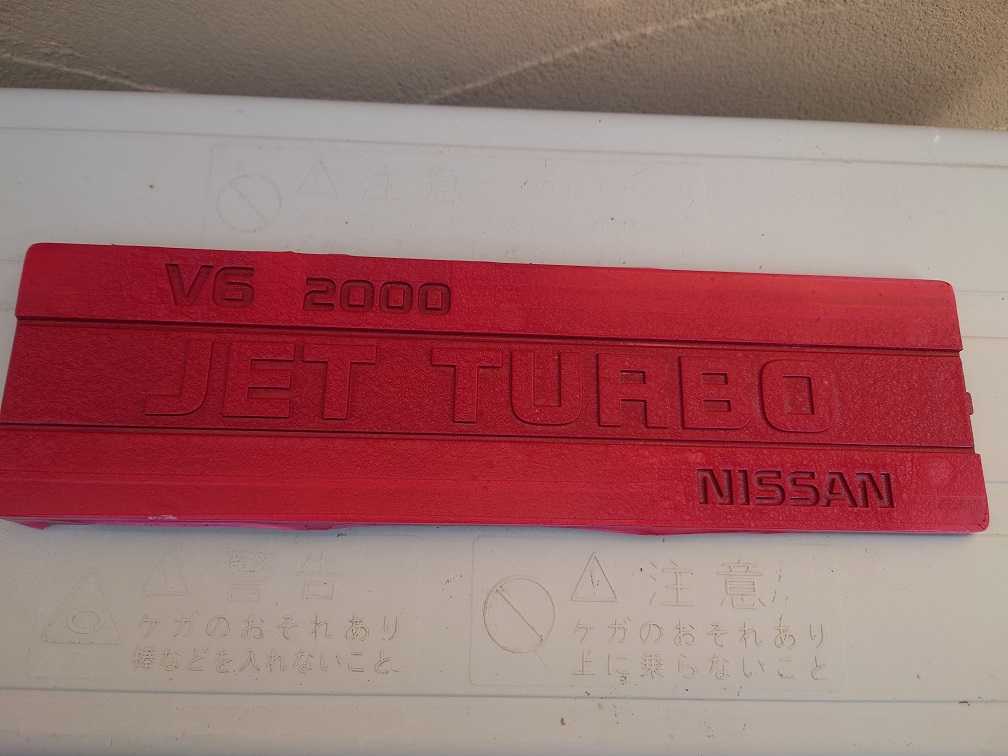 注意
V6 2000
JET TURBO
NISSAN
警告
ケガのおそれあり
棒などを入れないこと
注意
ケガのおそれあり
上に乗らないこと